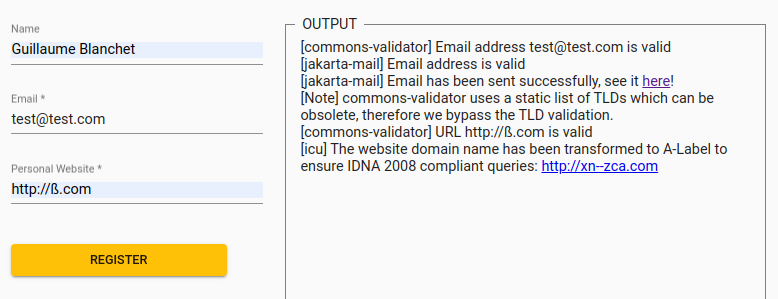 Name
Guillaume Blanchet
Email *
test@test.com
Personal Website *
http://ß.com
REGISTER
OUTPUT
[commons-validator] Email address test@test.com is valid
[jakarta-mail] Email address is valid
[jakarta-mail] Email has been sent successfully, see it here!
[Note] commons-validator uses a static list of TLDs which can be
obsolete, therefore we bypass the TLD validation.
[commons-validator] URL http://ß.com is valid
[icu] The website domain name has been transformed to A-Label to
ensure IDNA 2008 compliant queries: http://xn--zca.com